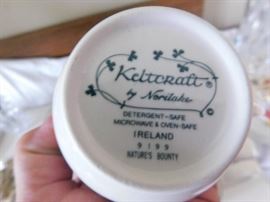 Keltcraft ®
by Noritake
©
DETERGENT-SAFE
MICROWAVE & OVEN-SAFE
IRELAND
9199
NATURE'S BOUNTY